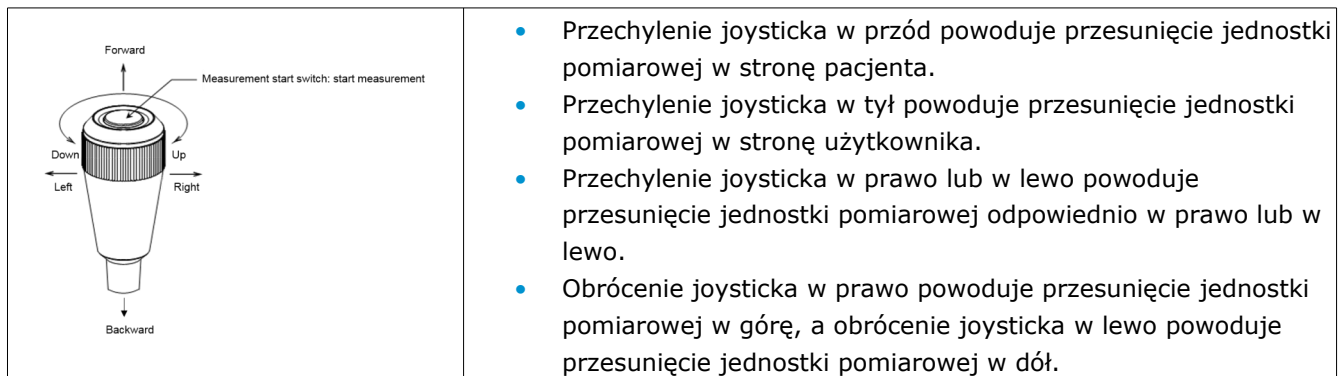 Forward
Measurement start switch: start measurement
Down
Up
Left
Right
Backward
• Przechylenie joysticka w przód powoduje przesunięcie jednostki
pomiarowej w stronę pacjenta.
• Przechylenie joysticka w tył powoduje przesunięcie jednostki
pomiarowej w stronę użytkownika.
• Przechylenie joysticka w prawo lub w lewo powoduje
przesunięcie jednostki pomiarowej odpowiednio w prawo lub w
lewo.
• Obrócenie joysticka w prawo powoduje przesunięcie jednostki
pomiarowej w górę, a obrócenie joysticka w lewo powoduje
przesunięcie jednostki pomiarowej w dół.